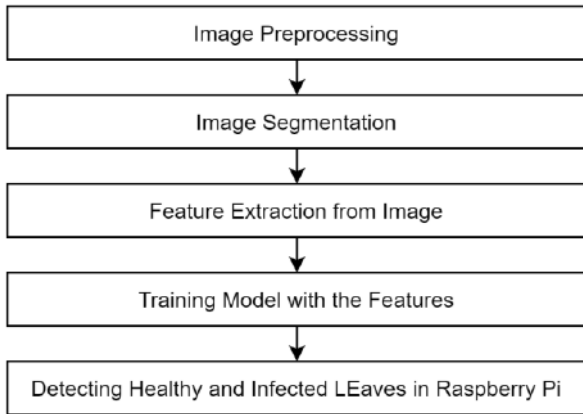 Image Preprocessing
Image Segmentation
Feature Extraction from Image
Training Model with the Features
Detecting Healthy and Infected LEaves in Raspberry Pi